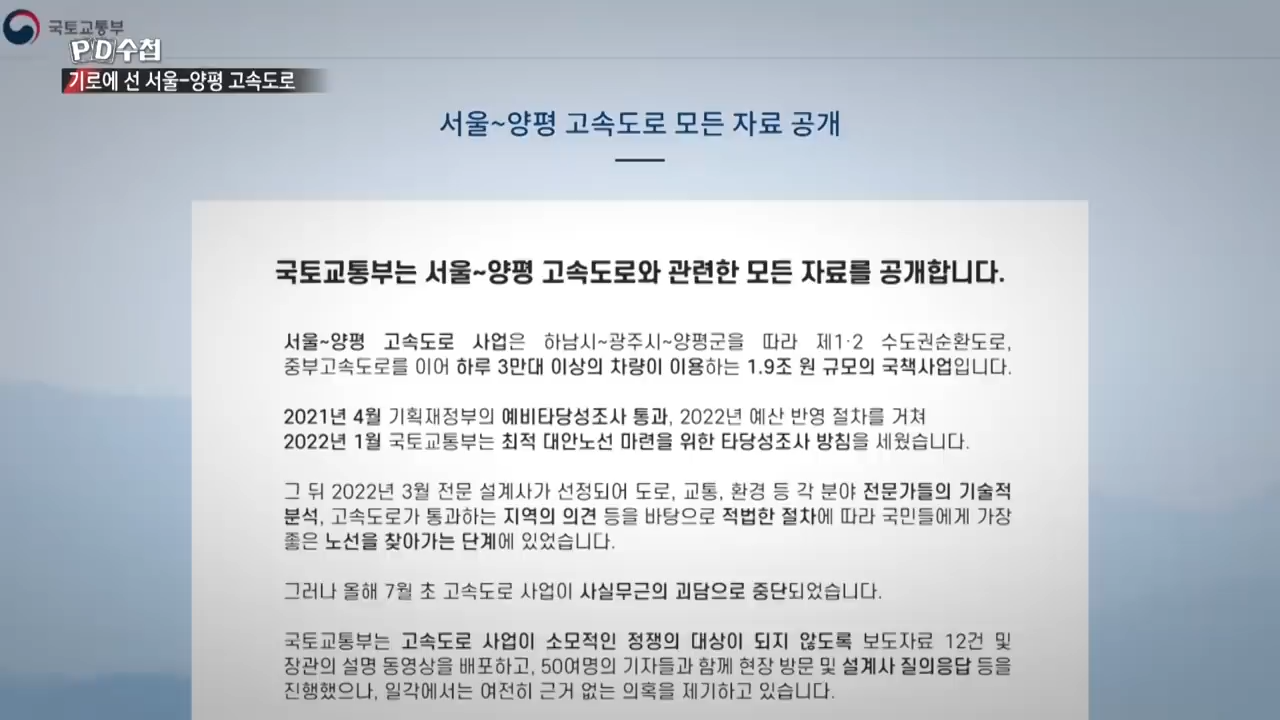 국토교통부
PD수첩
기로에 선 서울-양평 고속도로
서울~양평 고속도로 모든 자료 공개
국토교통부는 서울~양평 고속도로와 관련한 모든 자료를 공개합니다.
서울~양평 고속도로 사업은 하남시~광주시~양평군을 따라 제1·2 수도권순환도로,
중부고속도로를 이어 하루 3만대 이상의 차량이 이용하는 1.9조 원 규모의 국책사업입니다.
2021년 4월 기획재정부의 예비타당성조사 통과, 2022년 예산 반영 절차를 거쳐
2022년 1월 국토교통부는 최적 대안노선 마련을 위한 타당성조사 방침을 세웠습니다.
그 뒤 2022년 3월 전문 설계사가 선정되어 도로, 교통, 환경 등 각 분야 전문가들의 기술적
분석, 고속도로가 통과하는 지역의 의견 등을 바탕으로 적법한 절차에 따라 국민들에게 가장
좋은 노선을 찾아가는 단계에 있었습니다.
그러나 올해 7월 초 고속도로 사업이 사실무근의 괴담으로 중단되었습니다.
국토교통부는 고속도로 사업이 소모적인 정쟁의 대상이 되지 않도록 보도자료 12건 및
장관의 설명 동영상을 배포하고, 50여명의 기자들과 함께 현장 방문 및 설계사 질의응답 등을
진행했으나, 일각에서는 여전히 근거 없는 의혹을 제기하고 있습니다.